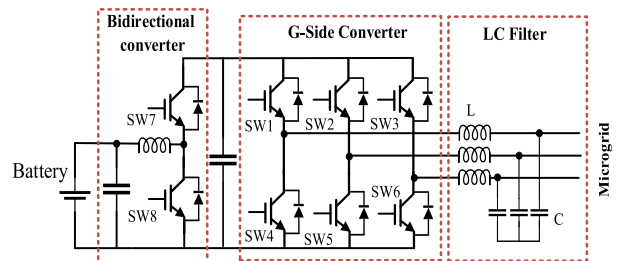 Bidirectional
converter
G-Side Converter
LC Filter
SW7
SW1
SW2
SW3
L
Battery
SW8
SW4
SW5
SW6
C
Microgrid